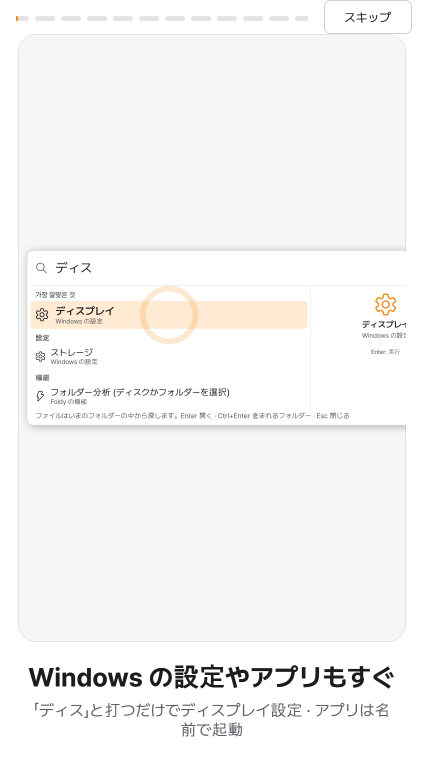 スキップ
ディス
가장 알맞은 것
ディスプレイ
Windows の設定
設定
ストレージ
Windows の設定
機能
フォルダー分析 (ディスクかフォルダーを選択)
Foldy の機能
ディスプレイ
Windows の設定
Enter: 実行
ファイルはいまのフォルダーの中から探します。Enter 開く · Ctrl+Enter 含まれるフォルダー · Esc 閉じる
Windows の設定やアプリもすぐ
「ディス」と打つだけでディスプレイ設定 · アプリは名
前で起動